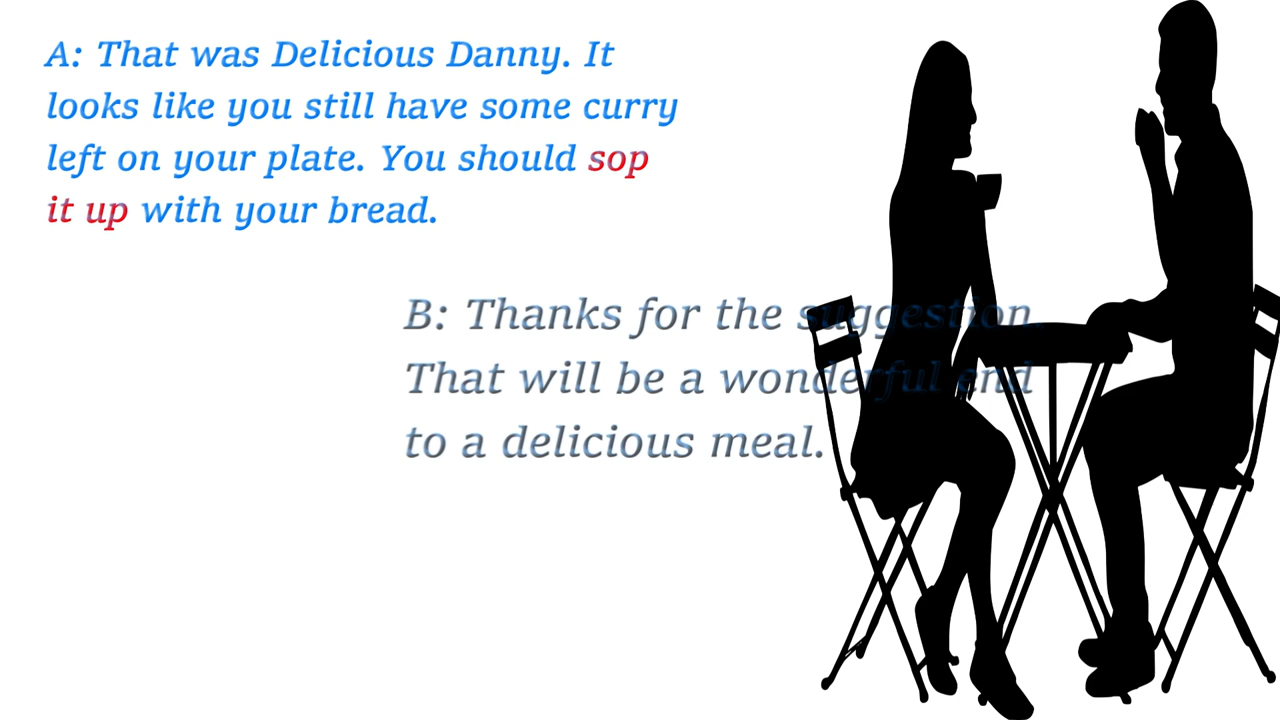 A: That was Delicious Danny. It
looks like you still have some curry
left on your plate. You should sop
it up with your bread.
B: Thanks for the suggestion.
That will be a wonderful end
to a delicious meal.